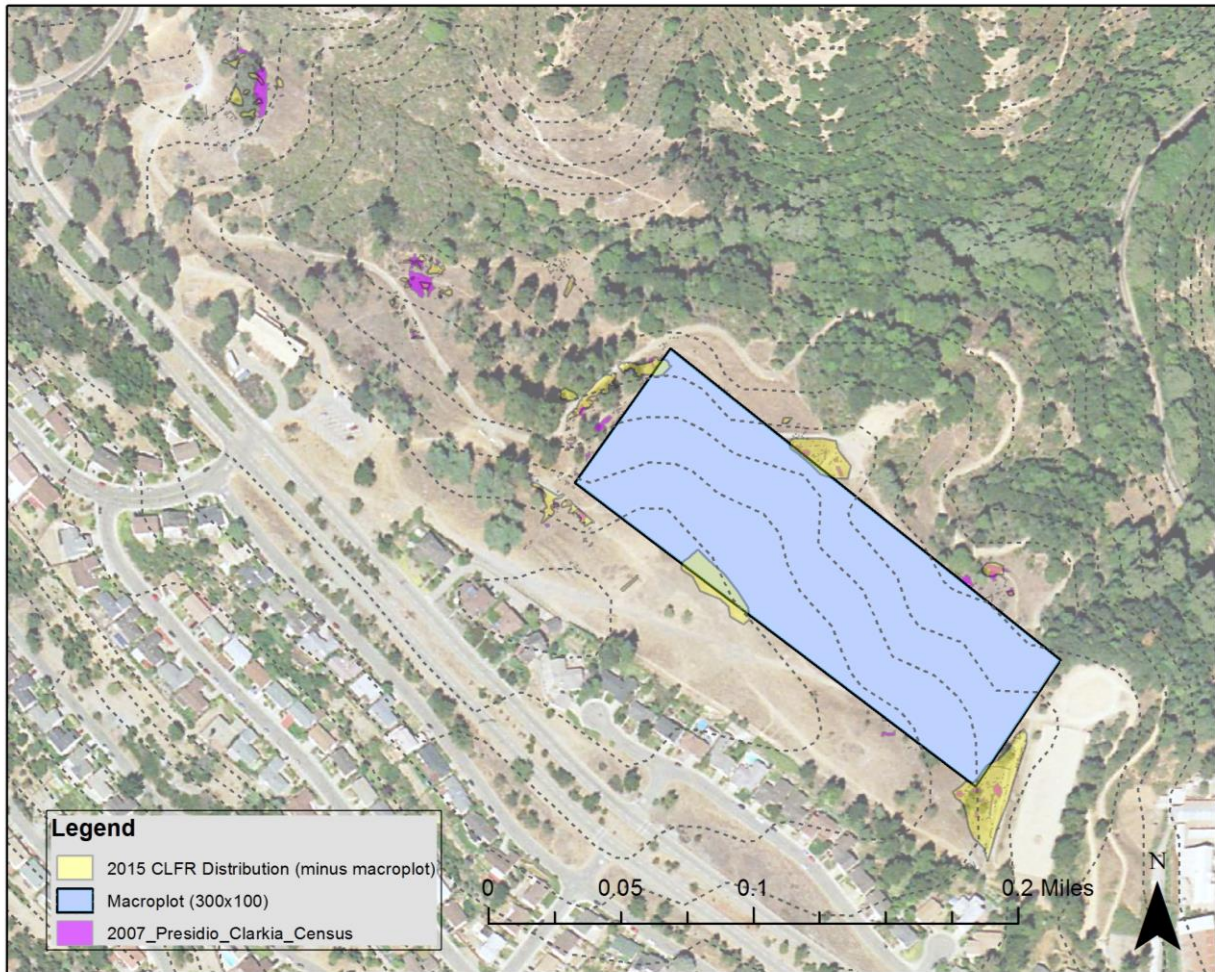 Legend
2015 CLFR Distribution (minus macroplot)
Macroplot (300x100)
2007_Presidio_Clarkia_Census
0 0.05 0.1 0.2 Miles
N